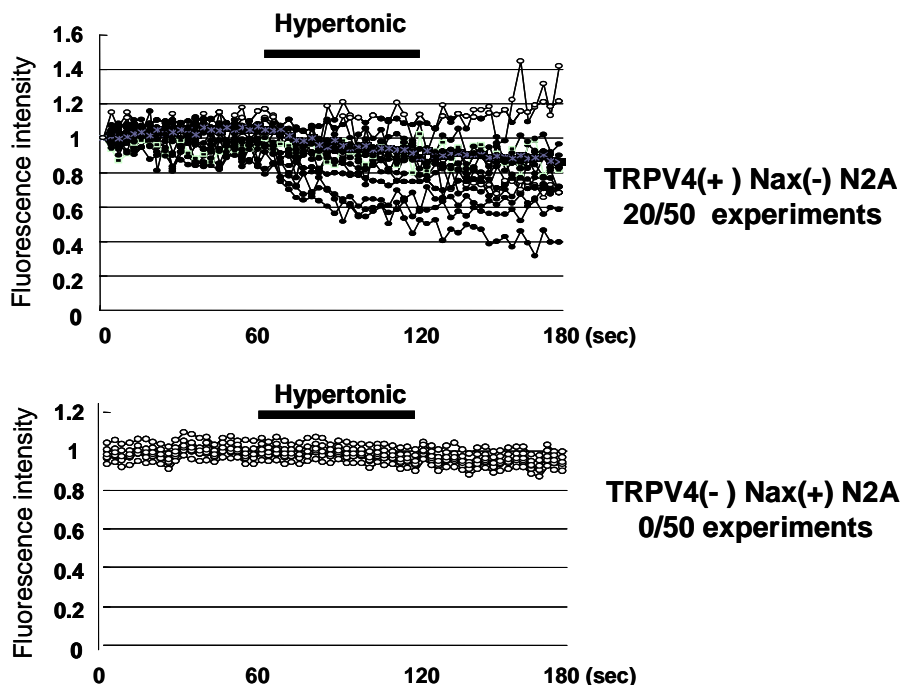 Hypertonic
Fluorescence intensity
1.6
1.4
1.2
1
0.8
0.6
0.4
0.2
0
0 60 120 180 (sec)
TRPV4(+ ) Nax(-) N2A
20/50 experiments
Hypertonic
Fluorescence intensity
1.2
1
0.8
0.6
0.4
0.2
0
0 60 120 180 (sec)
TRPV4(- ) Nax(+) N2A
0/50 experiments